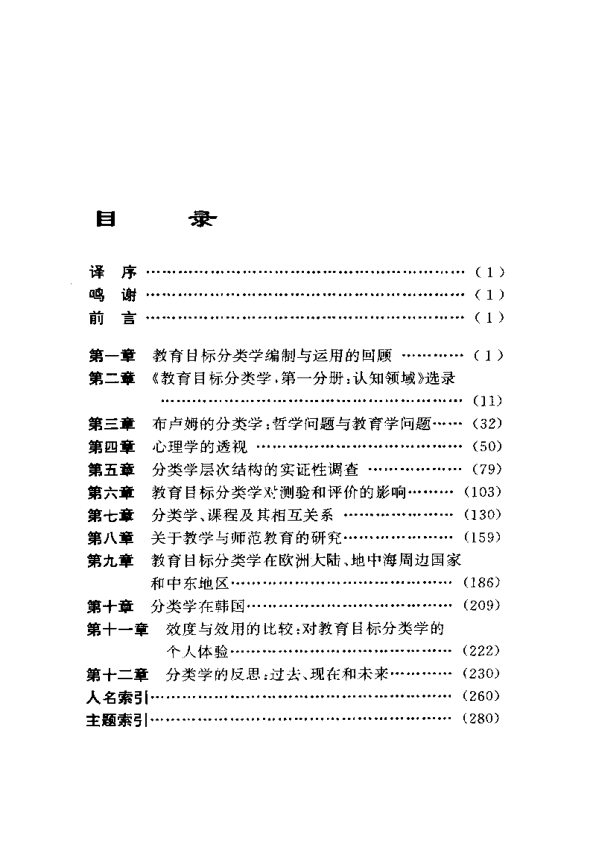 目 录
译 序 …………………………………………………… (1)
鸣 谢 …………………………………………………… (1)
前 言 …………………………………………………… (1)
第一章 教育目标分类学编制与运用的回顾 ………… (1)
第二章 《教育目标分类学,第一分册:认知领域》选录
………………………………………………… (11)
第三章 布卢姆的分类学:哲学问题与教育学问题…… (32)
第四章 心理学的透视 ………………………………… (50)
第五章 分类学层次结构的实证性调查 ……………… (79)
第六章 教育目标分类学对测验和评价的影响……… (103)
第七章 分类学、课程及其相互关系 ………………… (130)
第八章 关于教学与师范教育的研究………………… (159)
第九章 教育目标分类学在欧洲大陆、地中海周边国家
和中东地区…………………………………… (186)
第十章 分类学在韩国………………………………… (209)
第十一章 效度与效用的比较:对教育目标分类学的
个人体验…………………………………… (222)
第十二章 分类学的反思:过去、现在和未来………… (230)
人名索引………………………………………………… (260)
主题索引………………………………………………… (280)